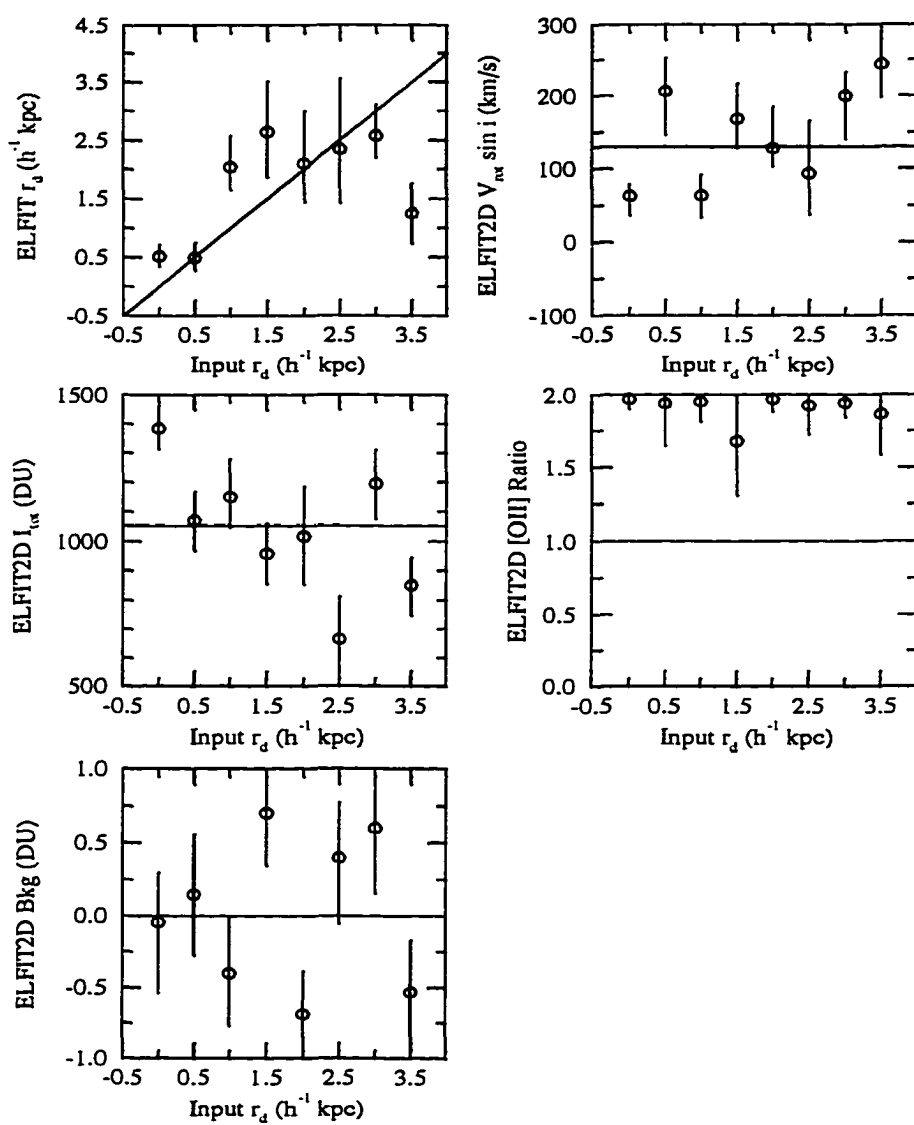 4.5
3.5
2.5
1.5
0.5
-0.5
ELFIT r_d (h^-1 kpc)
-0.5 0.5 1.5 2.5 3.5
Input r_d (h^-1 kpc)
300
200
100
0
-100
ELFIT2D V_rot sin i (km/s)
-0.5 0.5 1.5 2.5 3.5
Input r_d (h^-1 kpc)
1500
1000
500
ELFIT2D I_tot (DU)
-0.5 0.5 1.5 2.5 3.5
Input r_d (h^-1 kpc)
2.0
1.5
1.0
0.5
0.0
ELFIT2D [OII] Ratio
-0.5 0.5 1.5 2.5 3.5
Input r_d (h^-1 kpc)
1.0
0.5
0.0
-0.5
-1.0
ELFIT2D Bkg (DU)
-0.5 0.5 1.5 2.5 3.5
Input r_d (h^-1 kpc)